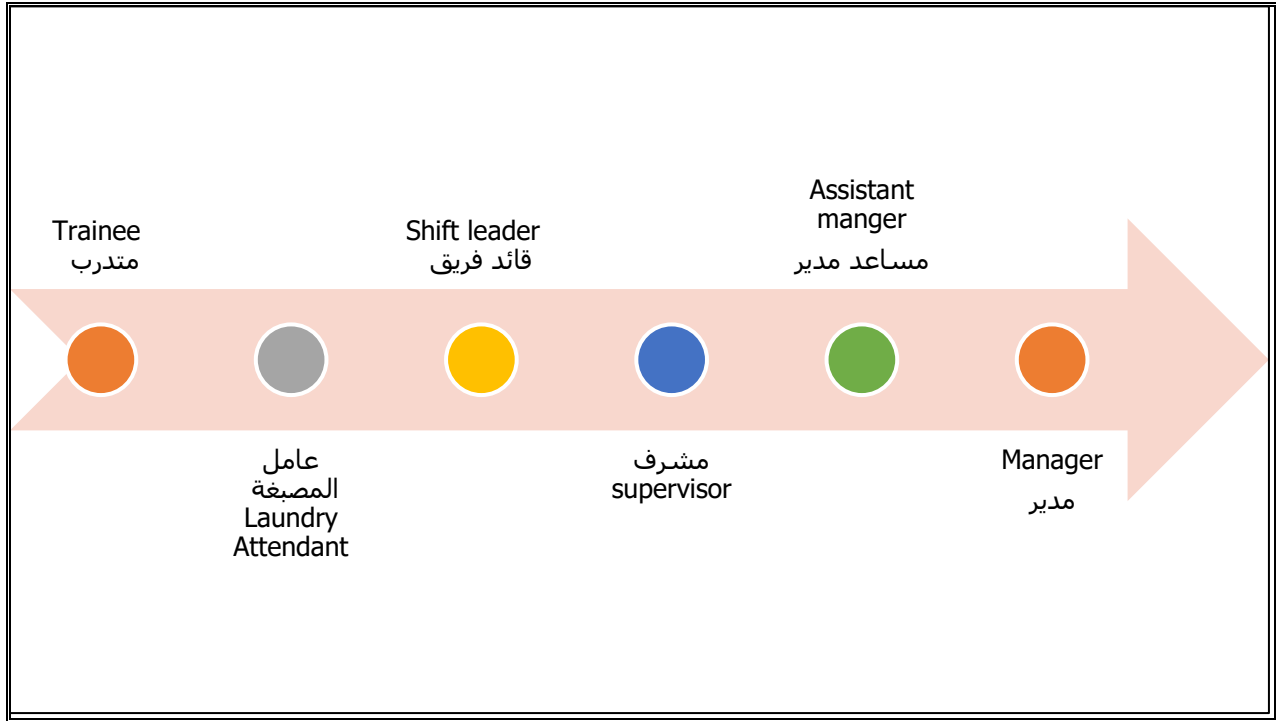 Trainee
متدرب
عامل
المصبغة
Laundry
Attendant
Shift leader
قائد فريق
مشرف
supervisor
Assistant
manger
مساعد مدير
Manager
مدير